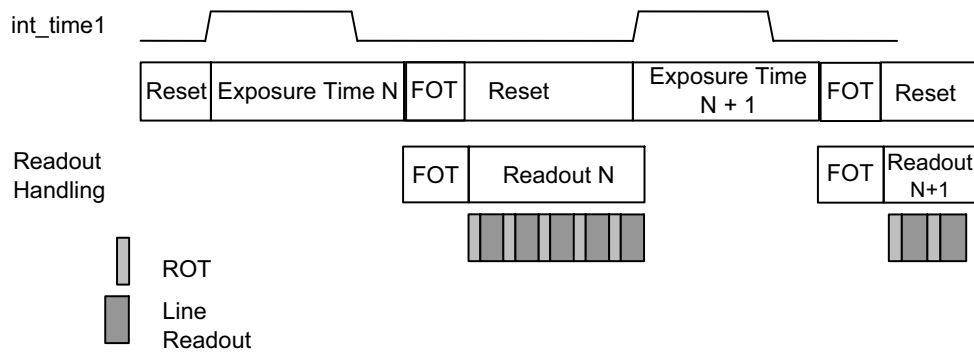 int_time1
Reset Exposure Time N FOT Reset Exposure Time N + 1 FOT Reset
Readout Handling
FOT Readout N FOT Readout N+1
ROT
Line
Readout